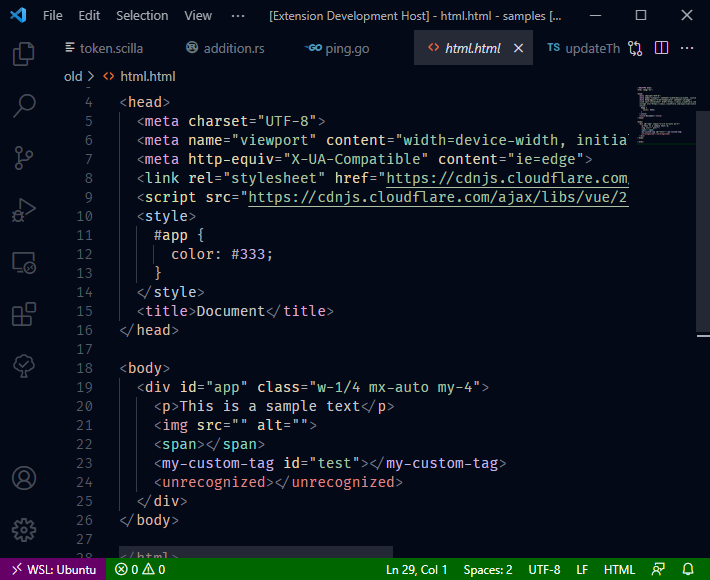 File Edit Selection View ··· [Extension Development Host] - html.html - samples [...
token.scilla addition.rs ping.go html.html TS updateTh
old > html.html
4 <head>
5 <meta charset="UTF-8">
6 <meta name="viewport" content="width=device-width, initia
7 <meta http-equiv="X-UA-Compatible" content="ie=edge">
8 <link rel="stylesheet" href="https://cdnjs.cloudflare.com
9 <script src="https://cdnjs.cloudflare.com/ajax/libs/vue/2
10 <style>
11 #app {
12 color: #333;
13 }
14 </style>
15 <title>Document</title>
16 </head>
17
18 <body>
19 <div id="app" class="w-1/4 mx-auto my-4">
20 <p>This is a sample text</p>
21 <img src="" alt="">
22 <span></span>
23 <my-custom-tag id="test"></my-custom-tag>
24 <unrecognized></unrecognized>
25 </div>
26 </body>
27
28 </html>
WSL: Ubuntu 0 0 Ln 29, Col 1 Spaces: 2 UTF-8 LF HTML